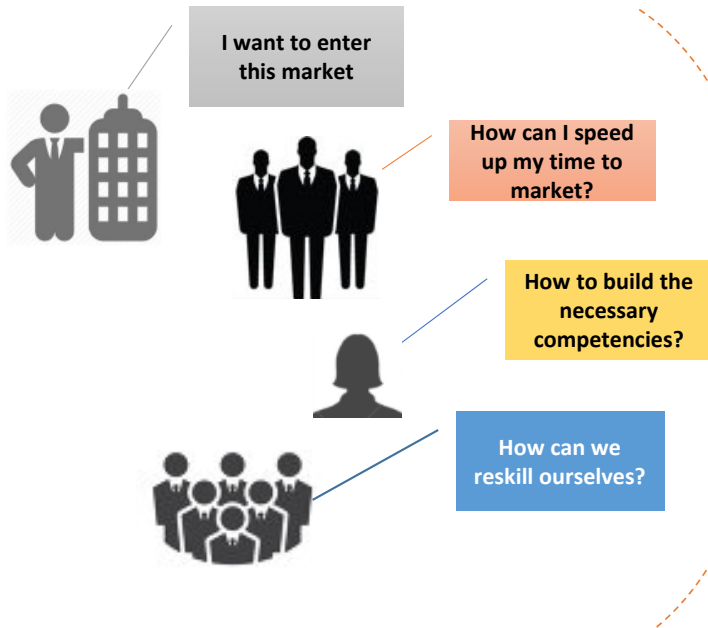 I want to enter
this market
How can I speed
up my time to
market?
How to build the
necessary
competencies?
How can we
reskill ourselves?